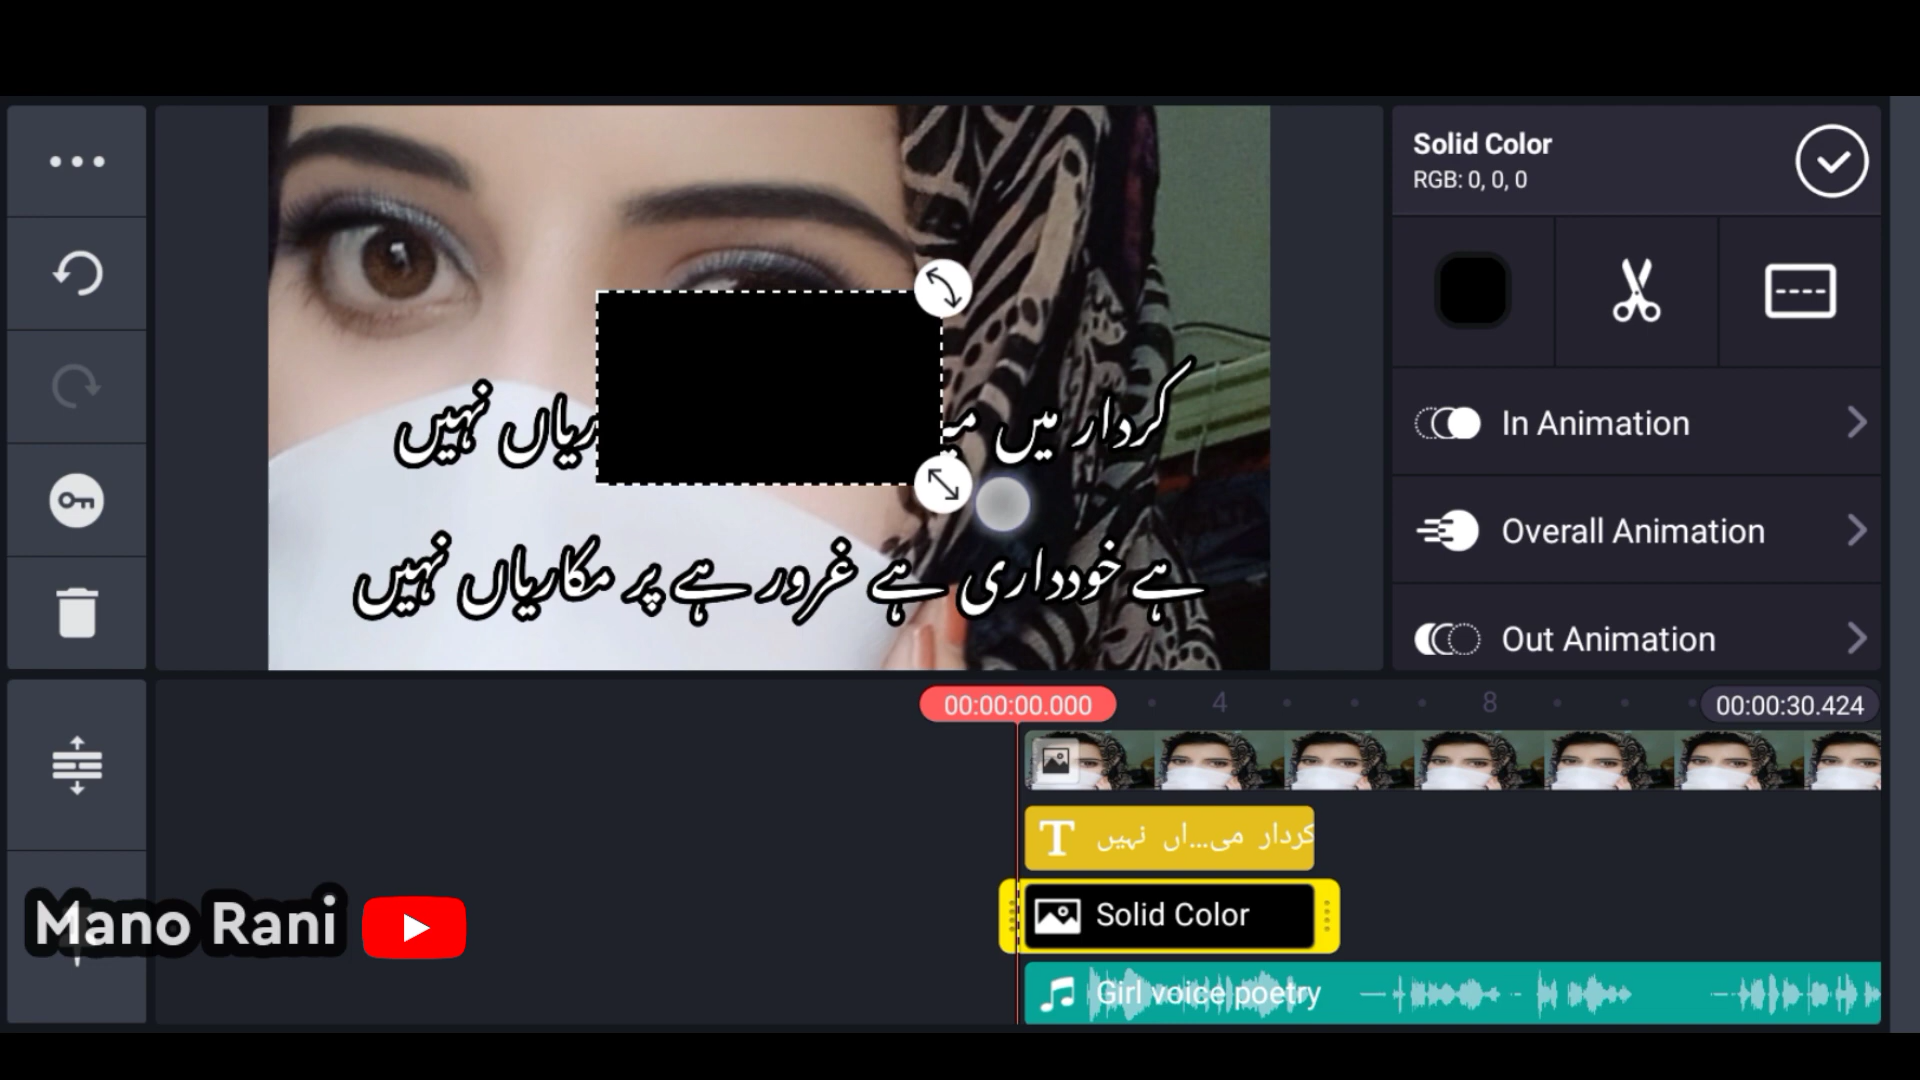 Solid Color
RGB: 0, 0, 0
کردار میں
ریاں نہیں
ہے خودداری ہے غرور ہے پر مکاریاں نہیں
In Animation
Overall Animation
Out Animation
00:00:00.000
4
8
00:00:30.424
T کردار می...اں نہیں
Solid Color
Girl voice poetry
Mano Rani